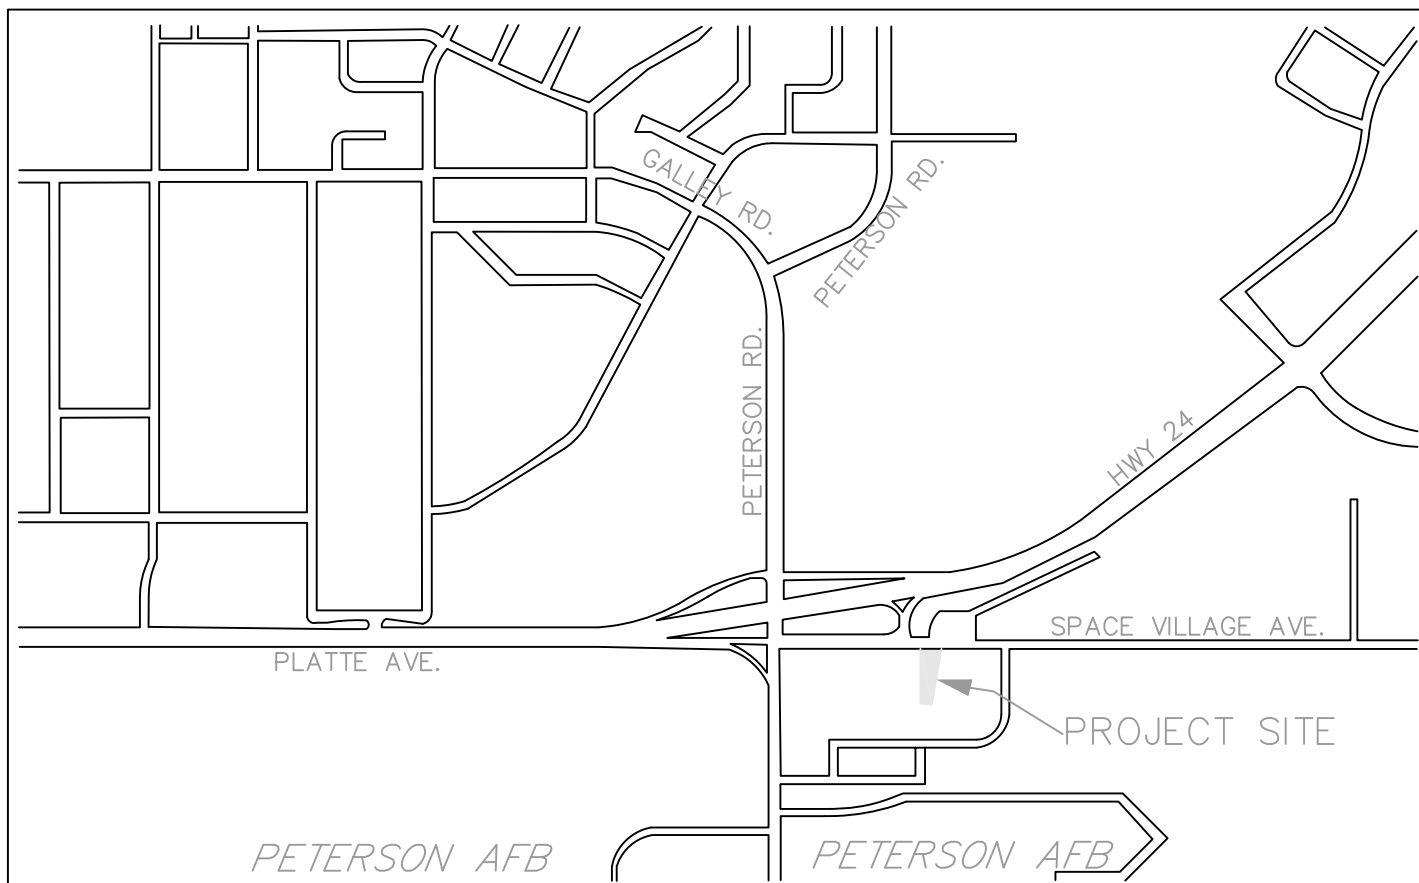 GALLEY RD.
PETERSON RD.
PETERSON RD.
HWY 24
SPACE VILLAGE AVE.
PLATTE AVE.
PROJECT SITE
PETERSON AFB
PETERSON AFB